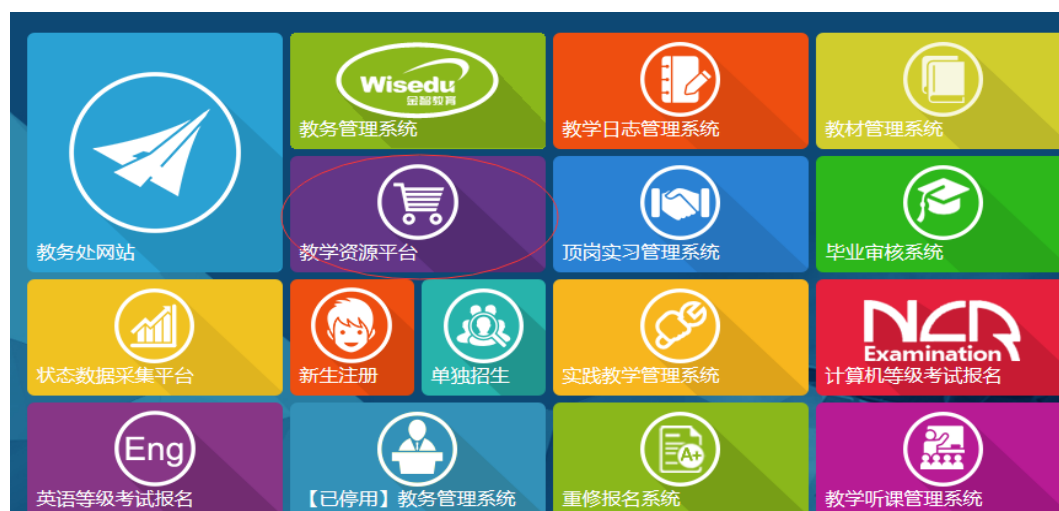 Wisedu
金智教育
教务管理系统
教学日志管理系统
教材管理系统
教务处网站
教学资源平台
顶岗实习管理系统
毕业审核系统
状态数据采集平台
新生注册
单独招生
实践教学管理系统
NCR
Examination
计算机等级考试报名
Eng
英语等级考试报名
【已停用】教务管理系统
A+
重修报名系统
教学听课管理系统